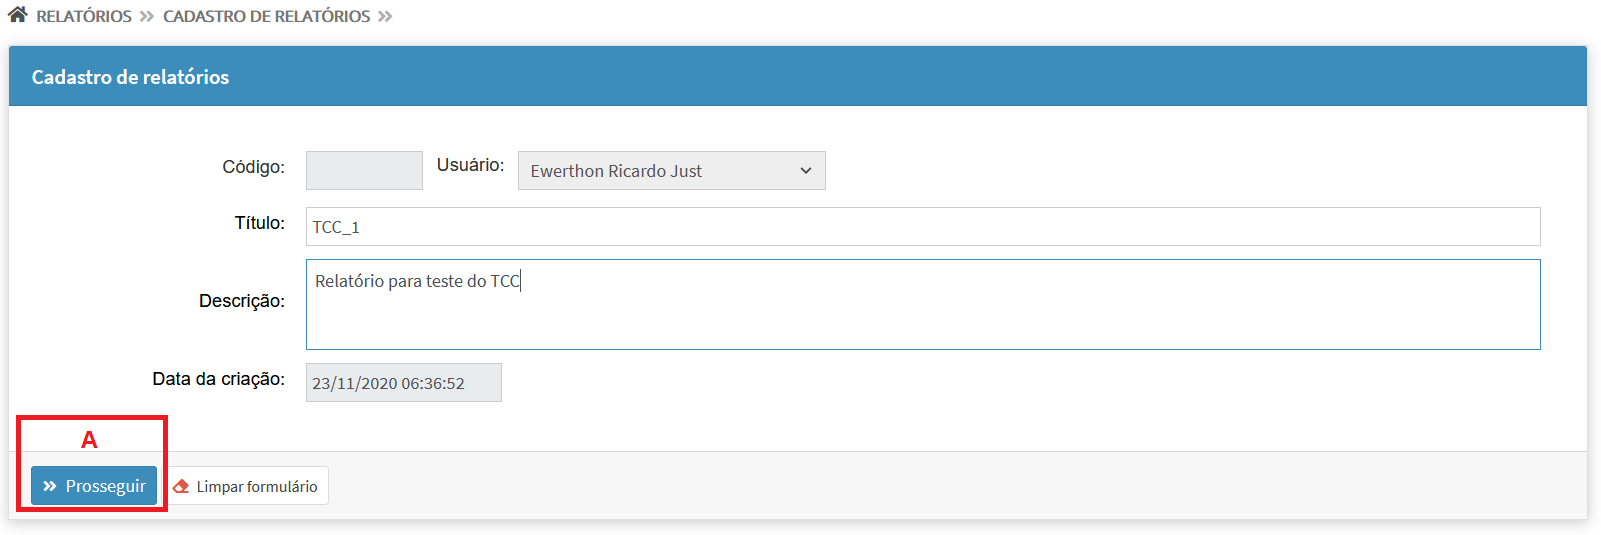 RELATÓRIOS » CADASTRO DE RELATÓRIOS »
Cadastro de relatórios
Código: Usuário: Ewerthon Ricardo Just
Título: TCC_1
Descrição: Relatório para teste do TCC
Data da criação: 23/11/2020 06:36:52
A
» Prosseguir Limpar formulário